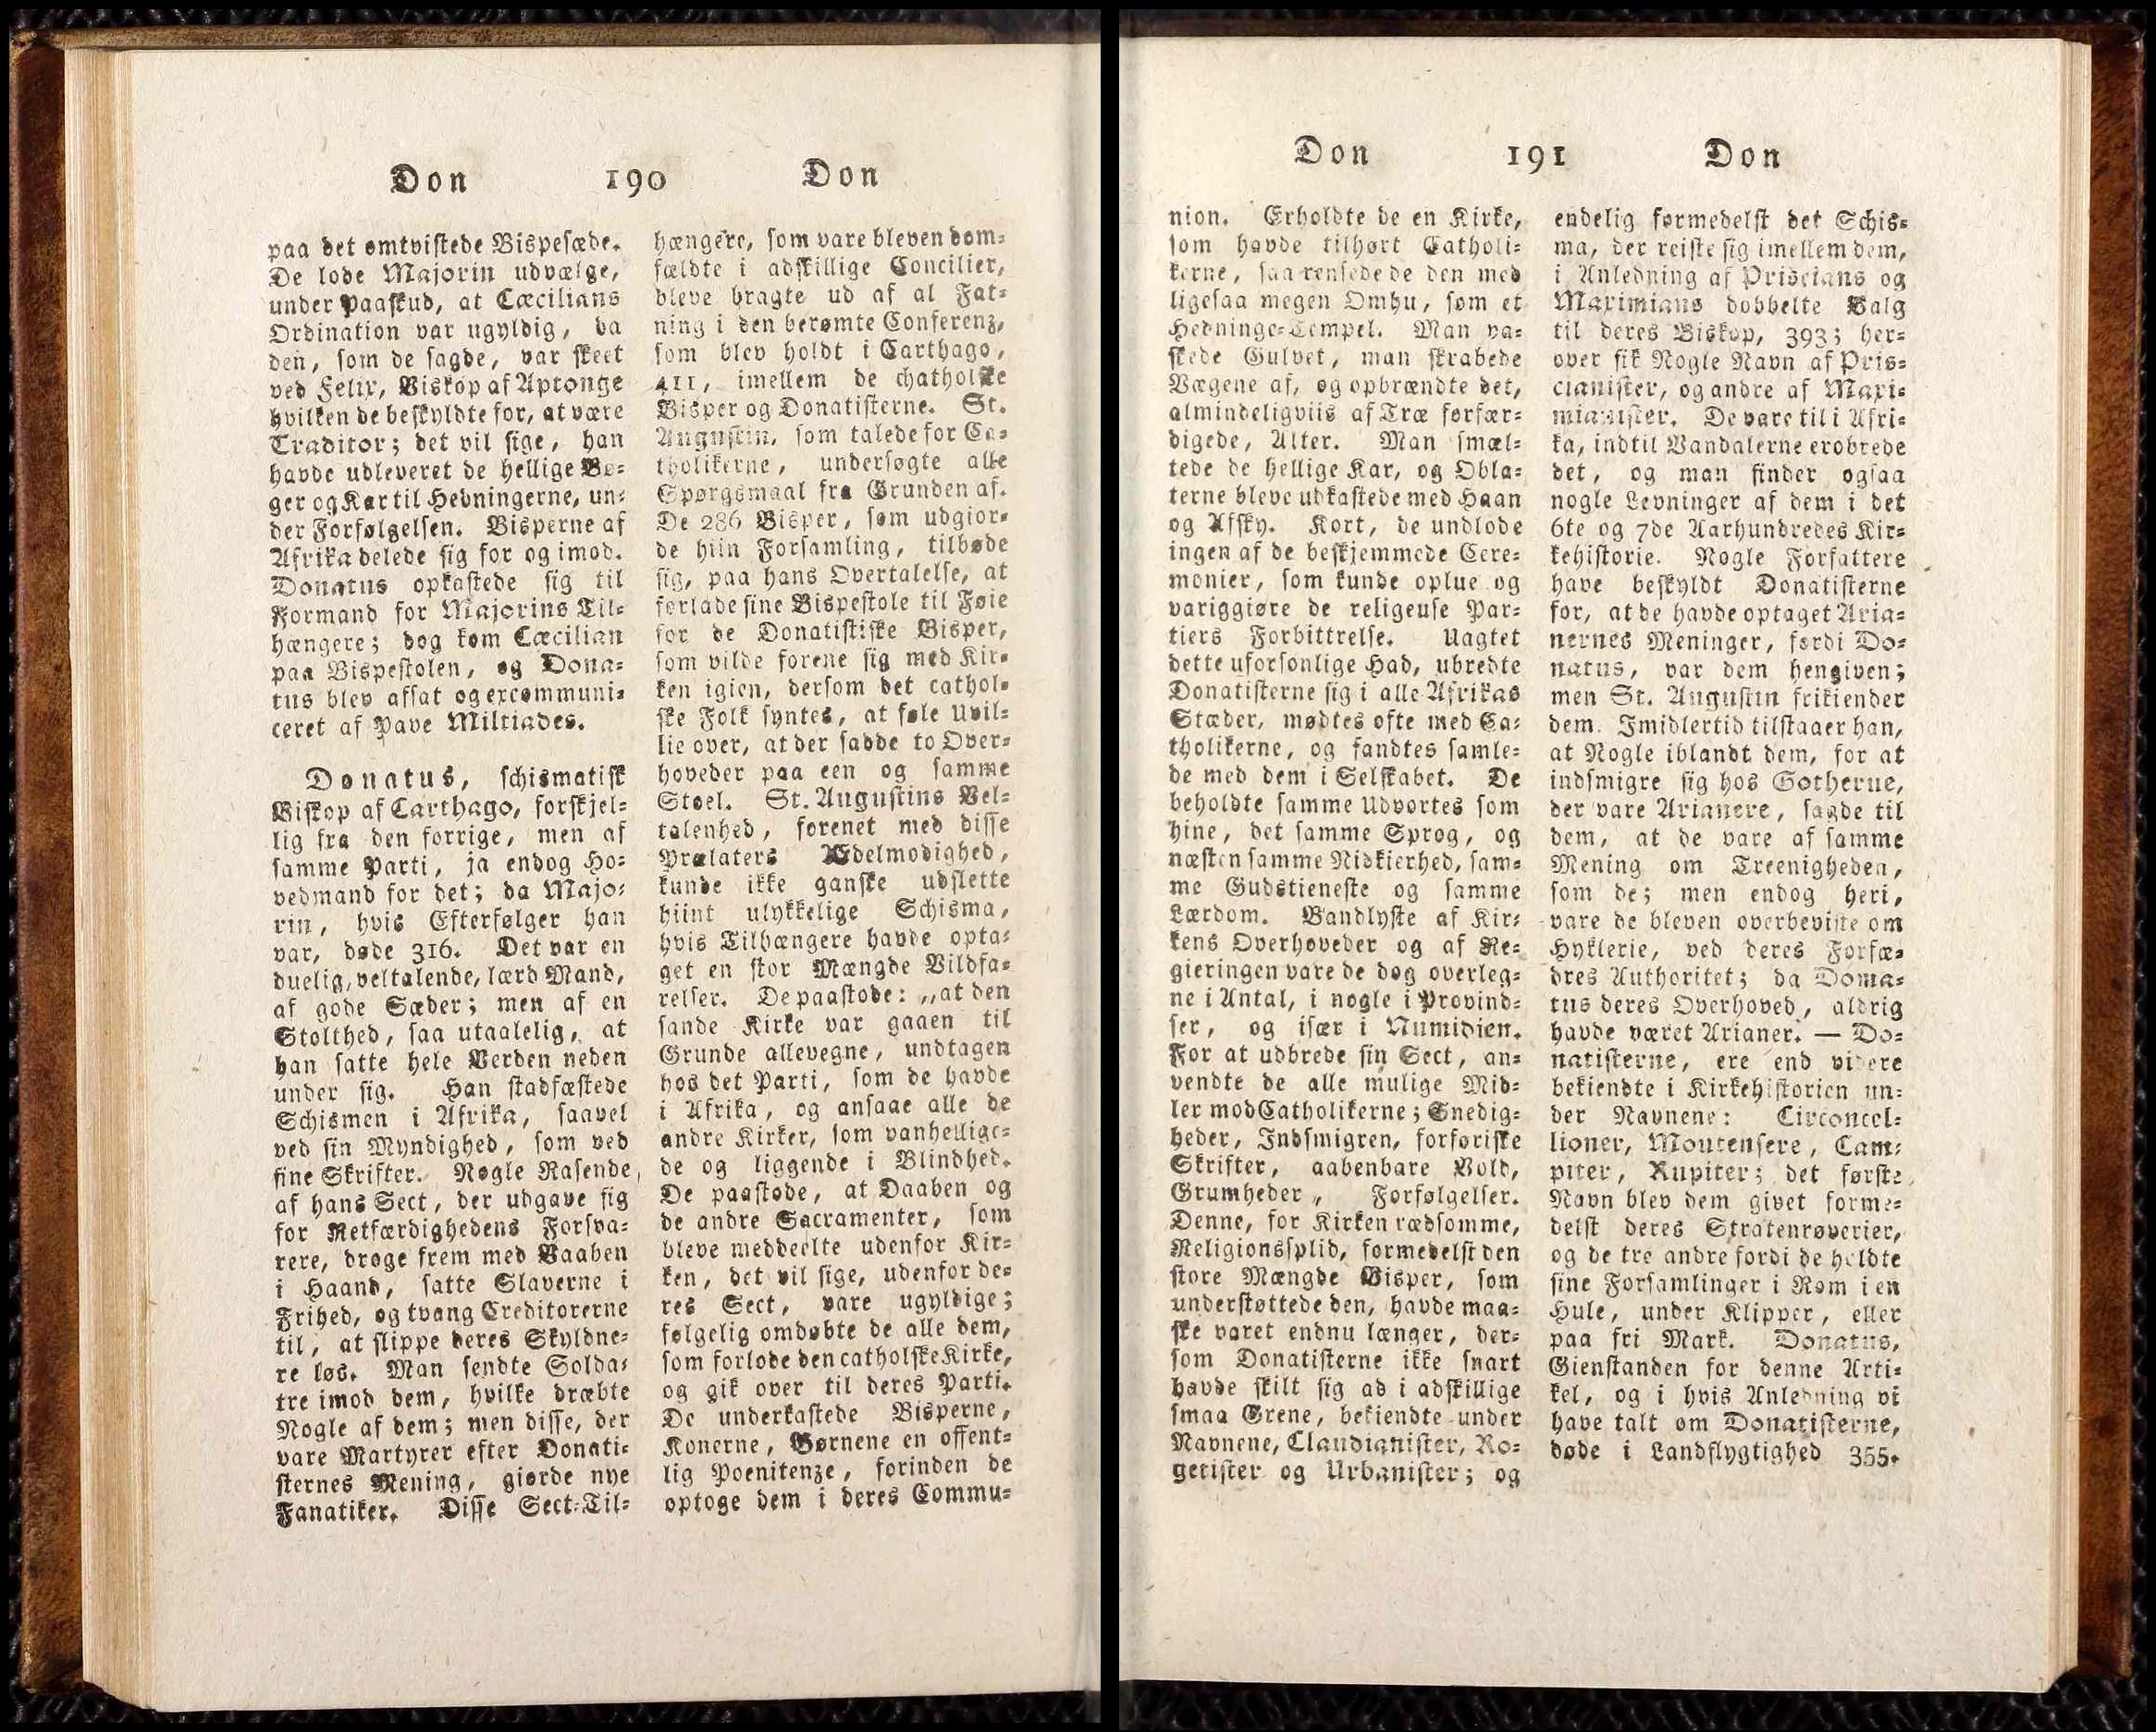 Don 190 Don
paa det omtvistede Bispesæde.
De lode Majorin udvælge,
under Paaskud, at Cæcilians
Ordination var ugyldig, da
den, som de sagde, var skeet
ved Felix, Biskop af Aptonge
hvilken de beskyldte for, at være
Traditor; det vil sige, han
havde udleveret de hellige Bø-
ger og Kar til Hedningerne, un-
der Forfølgelsen. Bisperne af
Afrika delede sig for og imod.
Donatus opkastede sig til
Formand for Majorins Til-
hængere; dog kom Cæcilian
paa Bispestolen, og Dona-
tus blev afsat og excommuni-
ceret af Pave Miltiades.
Donatus, schismatisk
Biskop af Carthago, forskjel-
lig fra den forrige, men af
samme Parti, ja endog Ho-
vedmand for det; da Majo-
rin, hvis Efterfølger han
var, døde 316. Det var en
duelig, veltalende, lærd Mand,
af gode Sæder; men af en
Stolthed, saa utaalelig, at
han satte hele Verden neden
under sig. Han stadfæstede
Schismen i Afrika, saavel
ved sin Myndighed, som ved
sine Skrifter. Nogle Rasende,
af hans Sect, der udgave sig
for Retfærdighedens Forsva-
rere, droge frem med Vaaben
i Haand, satte Slaverne i
Frihed, og tvang Creditorerne
til, at slippe deres Skyldne-
re løs. Man sendte Solda-
tre imod dem, hvilke dræbte
Nogle af dem; men disse, der
vare Martyrer efter Donati-
sternes Mening, giorde nye
Fanatiker. Disse Sect-Til-
hængere, som vare bleven dom-
fældte i adskillige Concilier,
bleve bragte ud af al Fat-
ning i den berømte Conferenz,
som blev holdt i Carthago,
411, imellem de chatholske
Bisper og Donatisterne. St.
Augustin, som talede for Ca-
tholikerne, undersøgte alle
Spørgsmaal fra Grunden af.
De 286 Bisper, som udgior-
de hiin Forsamling, tilbøde
sig, paa hans Overtalelse, at
forlade sine Bispestole til Føie
for de Donatistiske Bisper,
som vilde forene sig med Kir-
ken igien, dersom det cathol-
ske Folk syntes, at føle Uvil-
lie over, at der sadde to Over-
hoveder paa een og samme
Stoel. St. Augustins Vel-
talenhed, forenet med disse
Prælaters Ædelmodighed,
kunde ikke ganske udslette
hiint ulykkelige Schisma,
hvis Tilhængere havde opta-
get en stor Mængde Vildfa-
relser. De paastode: „at den
sande Kirke var gaaen til
Grunde allevegne, undtagen
hos det Parti, som de havde
i Afrika, og ansaae alle de
andre Kirker, som vanhellige-
de og liggende i Blindhed.
De paastode, at Daaben og
de andre Sacramenter, som
bleve meddeelte udenfor Kir-
ken, det vil sige, udenfor de-
res Sect, vare ugyldige;
følgelig omdøbte de alle dem,
som forlode den catholske Kirke,
og gik over til deres Parti.
De underkastede Bisperne,
Konerne, Børnene en offent-
lig Poenitenze, forinden de
optoge dem i deres Commu-
Don 191 Don
nion. Erholdte de en Kirke,
som havde tilhørt Catholi-
kerne, saa rensede de den med
ligesaa megen Omhu, som et
Hedninge-Tempel. Man va-
skede Gulvet, man skrabede
Vægene af, og opbrændte det,
almindeligviis af Træ forfær-
digede, Alter. Man smæl-
tede de hellige Kar, og Obla-
terne bleve udkastede med Haan
og Afsky. Kort, de undlode
ingen af de beskjemmede Cere-
monier, som kunde oplue og
variggiøre de religeuse Par-
tiers Forbittrelse. Uagtet
dette uforsonlige Had, ubredte
Donatisterne sig i alle Afrikas
Stæder, mødtes ofte med Ca-
tholikerne, og fandtes samle-
de med dem i Selskabet. De
beholdte samme Udvortes som
hine, det samme Sprog, og
næsten samme Nidkierhed, sam-
me Gudstieneste og samme
Lærdom. Bandlyste af Kir-
kens Overhoveder og af Re-
gieringen vare de dog overleg-
ne i Antal, i nogle i Provind-
ser, og især i Numidien.
For at udbrede sin Sect, an-
vendte de alle mulige Mid-
ler mod Catholikerne; Snedig-
heder, Indsmigren, forføriske
Skrifter, aabenbare Vold,
Grumheder, Forfølgelser.
Denne, for Kirken rædsomme,
Religionssplid, formedelst den
store Mængde Bisper, som
understøttede den, havde maa-
ske varet endnu længer, der-
som Donatisterne ikke snart
havde skilt sig ad i adskillige
smaa Grene, bekiendte under
Navnene, Claudianister, Ro-
getister og Urbanister; og
endelig formedelst det Schis-
ma, der reiste sig imellem dem,
i Anledning af Priscians og
Maximians dobbelte Valg
til deres Biskop, 393; her-
over fik Nogle Navn af Pris-
cianister, og andre af Maxi-
mianister. De vare til i Afri-
ka, indtil Vandalerne erobrede
det, og man finder ogsaa
nogle Levninger af dem i det
6te og 7de Aarhundredes Kir-
kehistorie. Nogle Forfattere
have beskyldt Donatisterne
for, at de havde optaget Aria-
nernes Meninger, fordi Do-
natus, var dem hengiven;
men St. Augustin frikiender
dem. Imidlertid tilstaaer han,
at Nogle iblandt dem, for at
indsmigre sig hos Gotherne,
der vare Arianere, sagde til
dem, at de vare af samme
Mening om Treenigheden,
som de; men endog heri,
vare de bleven overbeviste om
Hyklerie, ved deres Forfæ-
dres Authoritet; da Doma-
tus deres Overhoved, aldrig
havde været Arianer. — Do-
natisterne, ere end videre
bekiendte i Kirkehistorien un-
der Navnene: Circoncel-
lioner, Moutensere, Cam-
piter, Rupiter; det første
Navn blev dem givet forme-
delst deres Stratenrøverier,
og de tre andre fordi de holdte
sine Forsamlinger i Rom i en
Hule, under Klipper, eller
paa fri Mark. Donatus,
Gienstanden for denne Arti-
kel, og i hvis Anledning vi
have talt om Donatisterne,
døde i Landflygtighed 355.